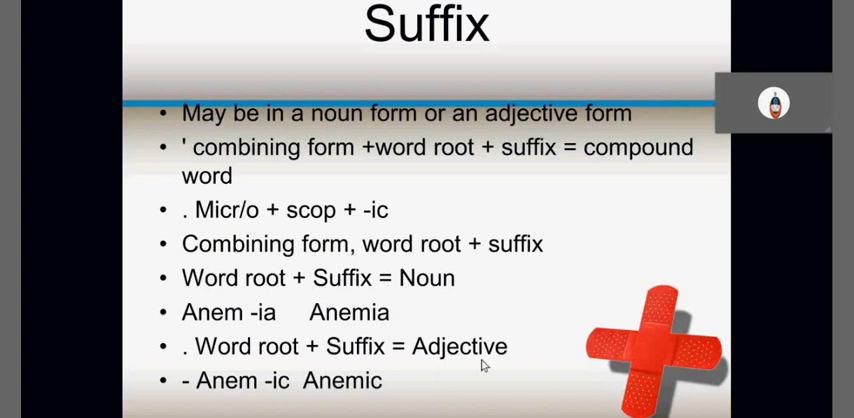 Suffix
• May be in a noun form or an adjective form
• ' combining form +word root + suffix = compound
word
• . Micr/o + scop + -ic
• Combining form, word root + suffix
• Word root + Suffix = Noun
• Anem -ia Anemia
• . Word root + Suffix = Adjective
• - Anem -ic Anemic